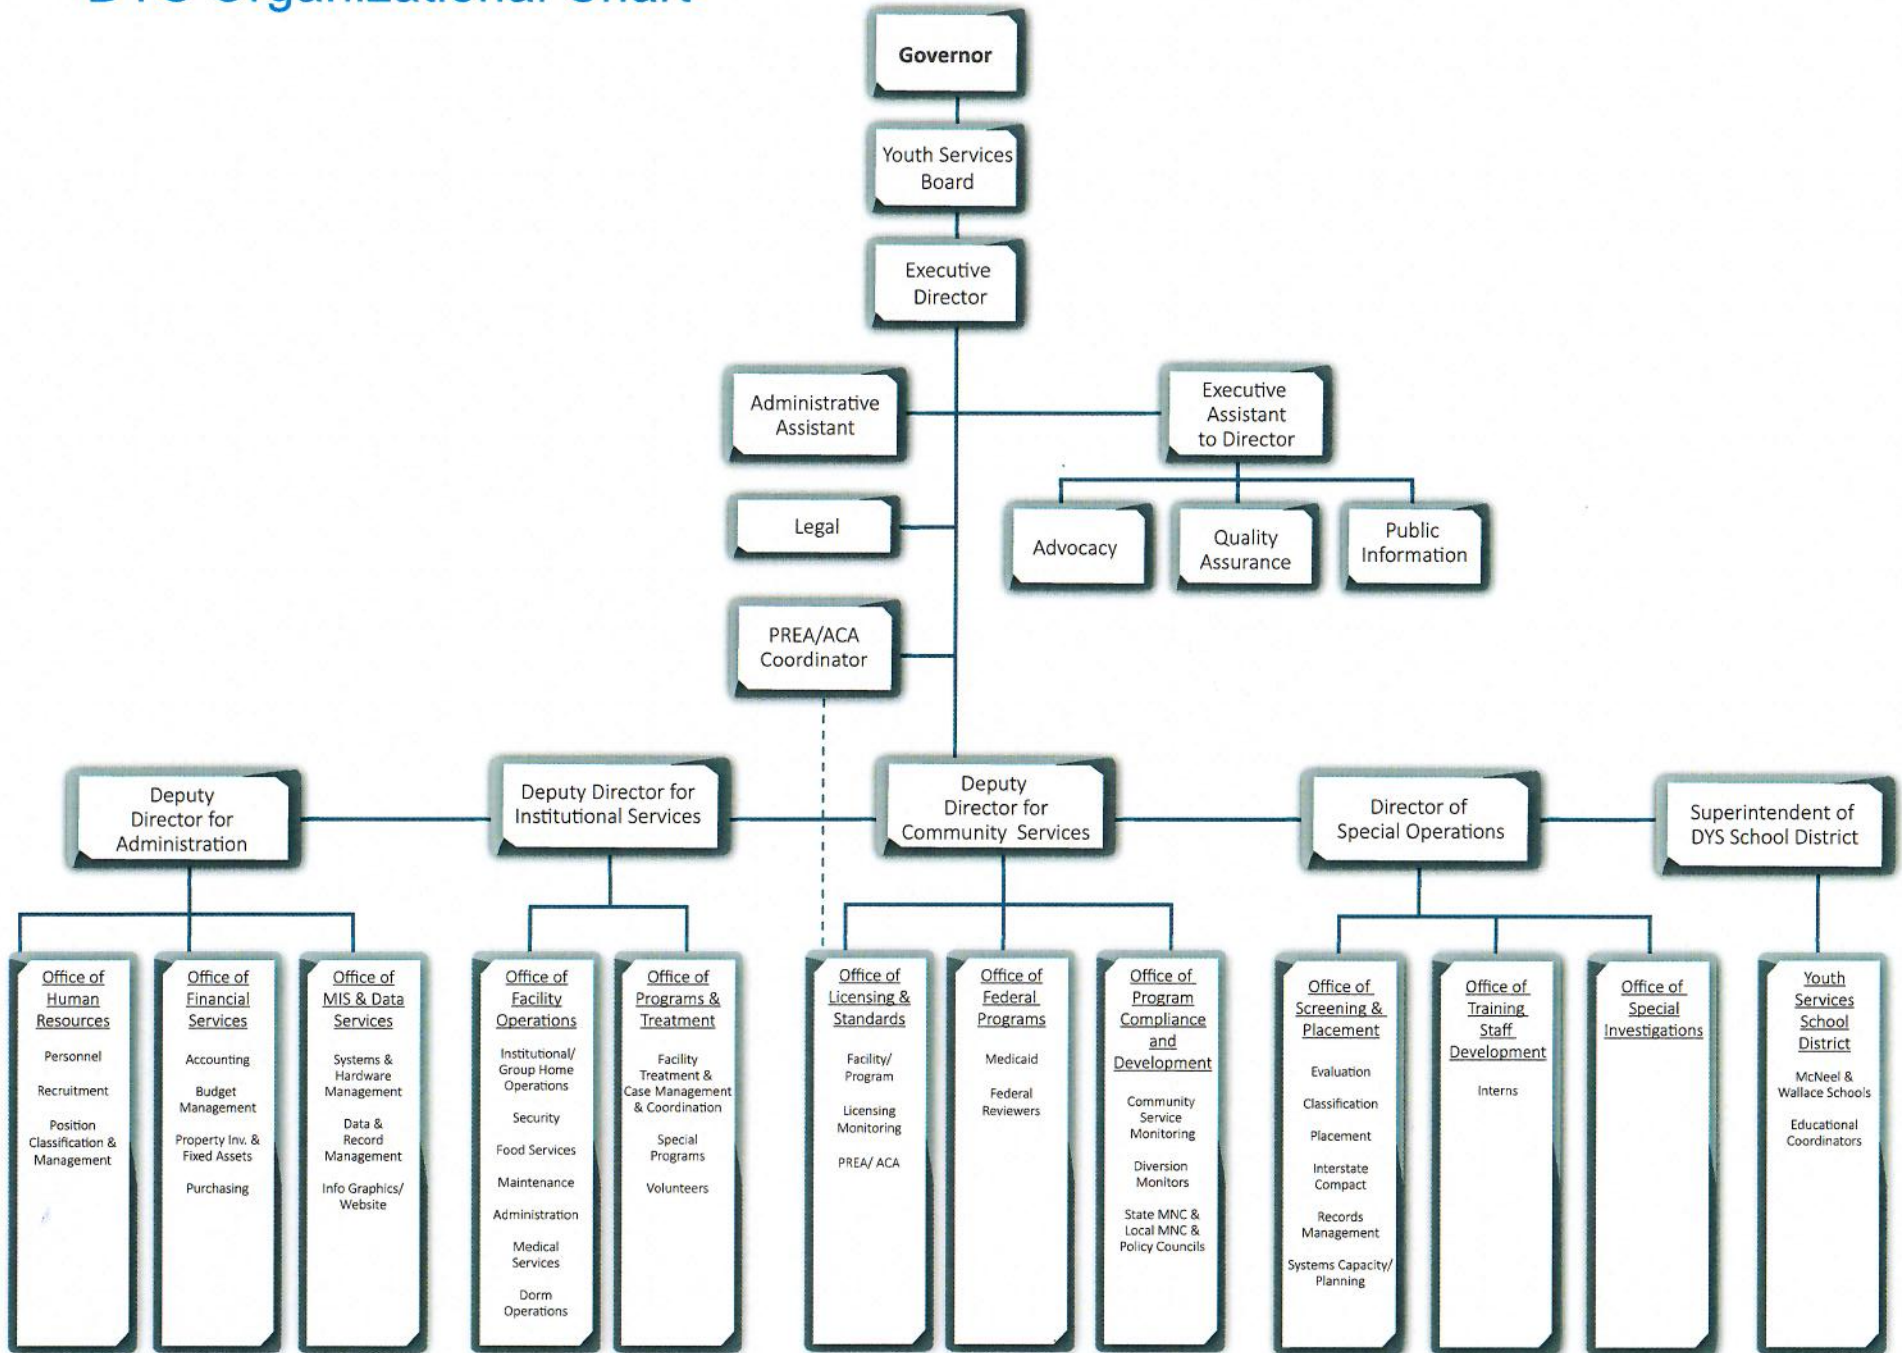 DYS Organizational Chart
Governor
Youth Services
Board
Executive
Director
Administrative
Assistant
Executive
Assistant
to Director
Legal
Advocacy
Quality
Assurance
Public
Information
PREA/ACA
Coordinator
Deputy
Director for
Administration
Deputy Director for
Institutional Services
Deputy
Director for
Community Services
Director of
Special Operations
Superintendent of
DYS School District
Office of
Human
Resources
Personnel
Recruitment
Position
Classification &
Management
Office of
Financial
Services
Accounting
Budget
Management
Property Inv. &
Fixed Assets
Purchasing
Office of
MIS & Data
Services
Systems &
Hardware
Management
Data &
Record
Management
Info Graphics/
Website
Office of
Facility
Operations
Institutional/
Group Home
Operations
Security
Food Services
Maintenance
Administration
Medical
Services
Dorm
Operations
Office of
Programs &
Treatment
Facility
Treatment &
Case Management
& Coordination
Special
Programs
Volunteers
Office of
Licensing &
Standards
Facility/
Program
Licensing
Monitoring
PREA/ ACA
Office of
Federal
Programs
Medicaid
Federal
Reviewers
Office of
Program
Compliance
and
Development
Community
Service
Monitoring
Diversion
Monitors
State MNC &
Local MNC &
Policy Councils
Office of
Screening &
Placement
Evaluation
Classification
Placement
Interstate
Compact
Records
Management
Systems Capacity/
Planning
Office of
Training
Staff
Development
Interns
Office of
Special
Investigations
Youth
Services
School
District
McNeel &
Wallace Schools
Educational
Coordinators